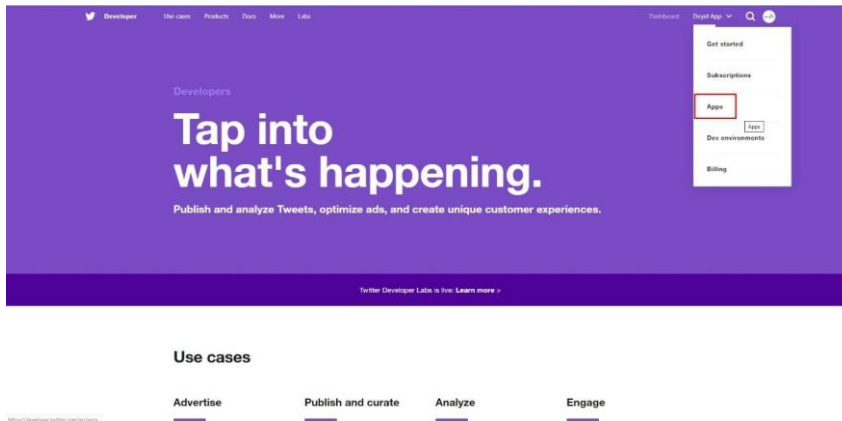 Developer Use cases Products Docs More Labs Dashboard
Get started
Subscriptions
Apps
Apps
Dev environments
Billing
Developers
Tap into
what's happening.
Publish and analyze Tweets, optimize ads, and create unique customer experiences.
Twitter Developer Labs is live: Learn more >
Use cases
Advertise Publish and curate Analyze Engage